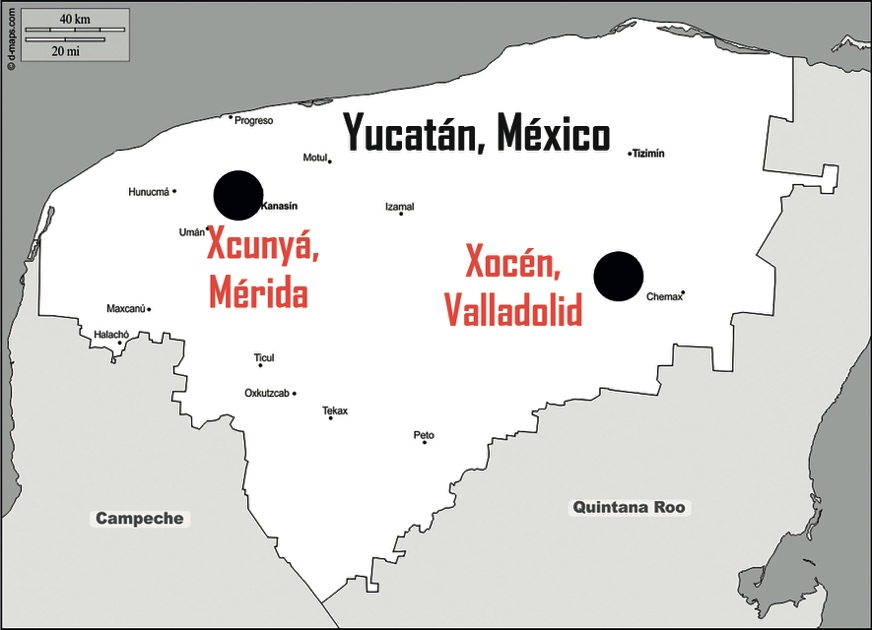 40 km
20 mi
© d-maps.com
Progreso
Yucatán, México
Motul
Tizimín
Hunucmá
Kanasín
Izamal
Umán
Xcunyá,
Mérida
Xocén,
Valladolid
Chemax
Maxcanú
Halachó
Ticul
Oxkutzcab
Tekax
Peto
Campeche
Quintana Roo